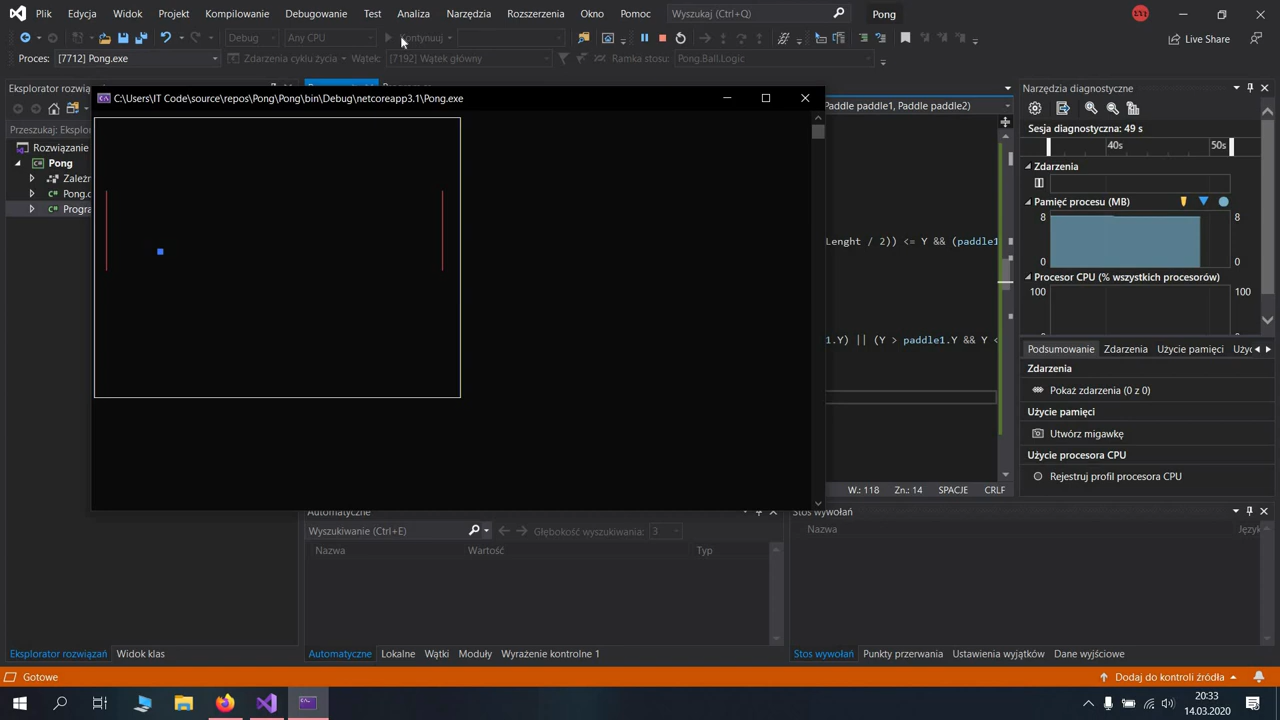 Plik Edycja Widok Projekt Kompilowanie Debugowanie Test Analiza Narzędzia Rozszerzenia Okno Pomoc Wyszukaj (Ctrl+Q) Pong
Debug Any CPU Kontynuuj Live Share
Proces: [7712] Pong.exe Zdarzenia cyklu życia Wątek: [7192] Wątek główny Ramka stosu: Pong.Ball.Logic
Eksplorator rozwią
C:\Users\IT Code\source\repos\Pong\Pong\bin\Debug\netcoreapp3.1\Pong.exe
Paddle paddle1, Paddle paddle2)
Przeszukaj: Eksplo
Rozwiązanie
Pong
Zależn
Pong.c
Progra
Lenght / 2)) <= Y && (paddle1
1.Y) || (Y > paddle1.Y && Y <
W.: 118 Zn.: 14 SPACJE CRLF
Narzędzia diagnostyczne
Sesja diagnostyczna: 49 s
40s 50s
Zdarzenia
Pamięć procesu (MB)
8 8
0 0
Procesor CPU (% wszystkich procesorów)
100 100
Podsumowanie Zdarzenia Użycie pamięci Użyc
Zdarzenia
Pokaż zdarzenia (0 z 0)
Użycie pamięci
Utwórz migawkę
Użycie procesora CPU
Rejestruj profil procesora CPU
Automatyczne
Wyszukiwanie (Ctrl+E) Głębokość wyszukiwania: 3
Nazwa Wartość Typ
Stos wywołań
Nazwa Język
Eksplorator rozwiązań Widok klas
Automatyczne Lokalne Wątki Moduły Wyrażenie kontrolne 1
Stos wywołań Punkty przerwania Ustawienia wyjątków Dane wyjściowe
Gotowe Dodaj do kontroli źródła
20:33
14.03.2020